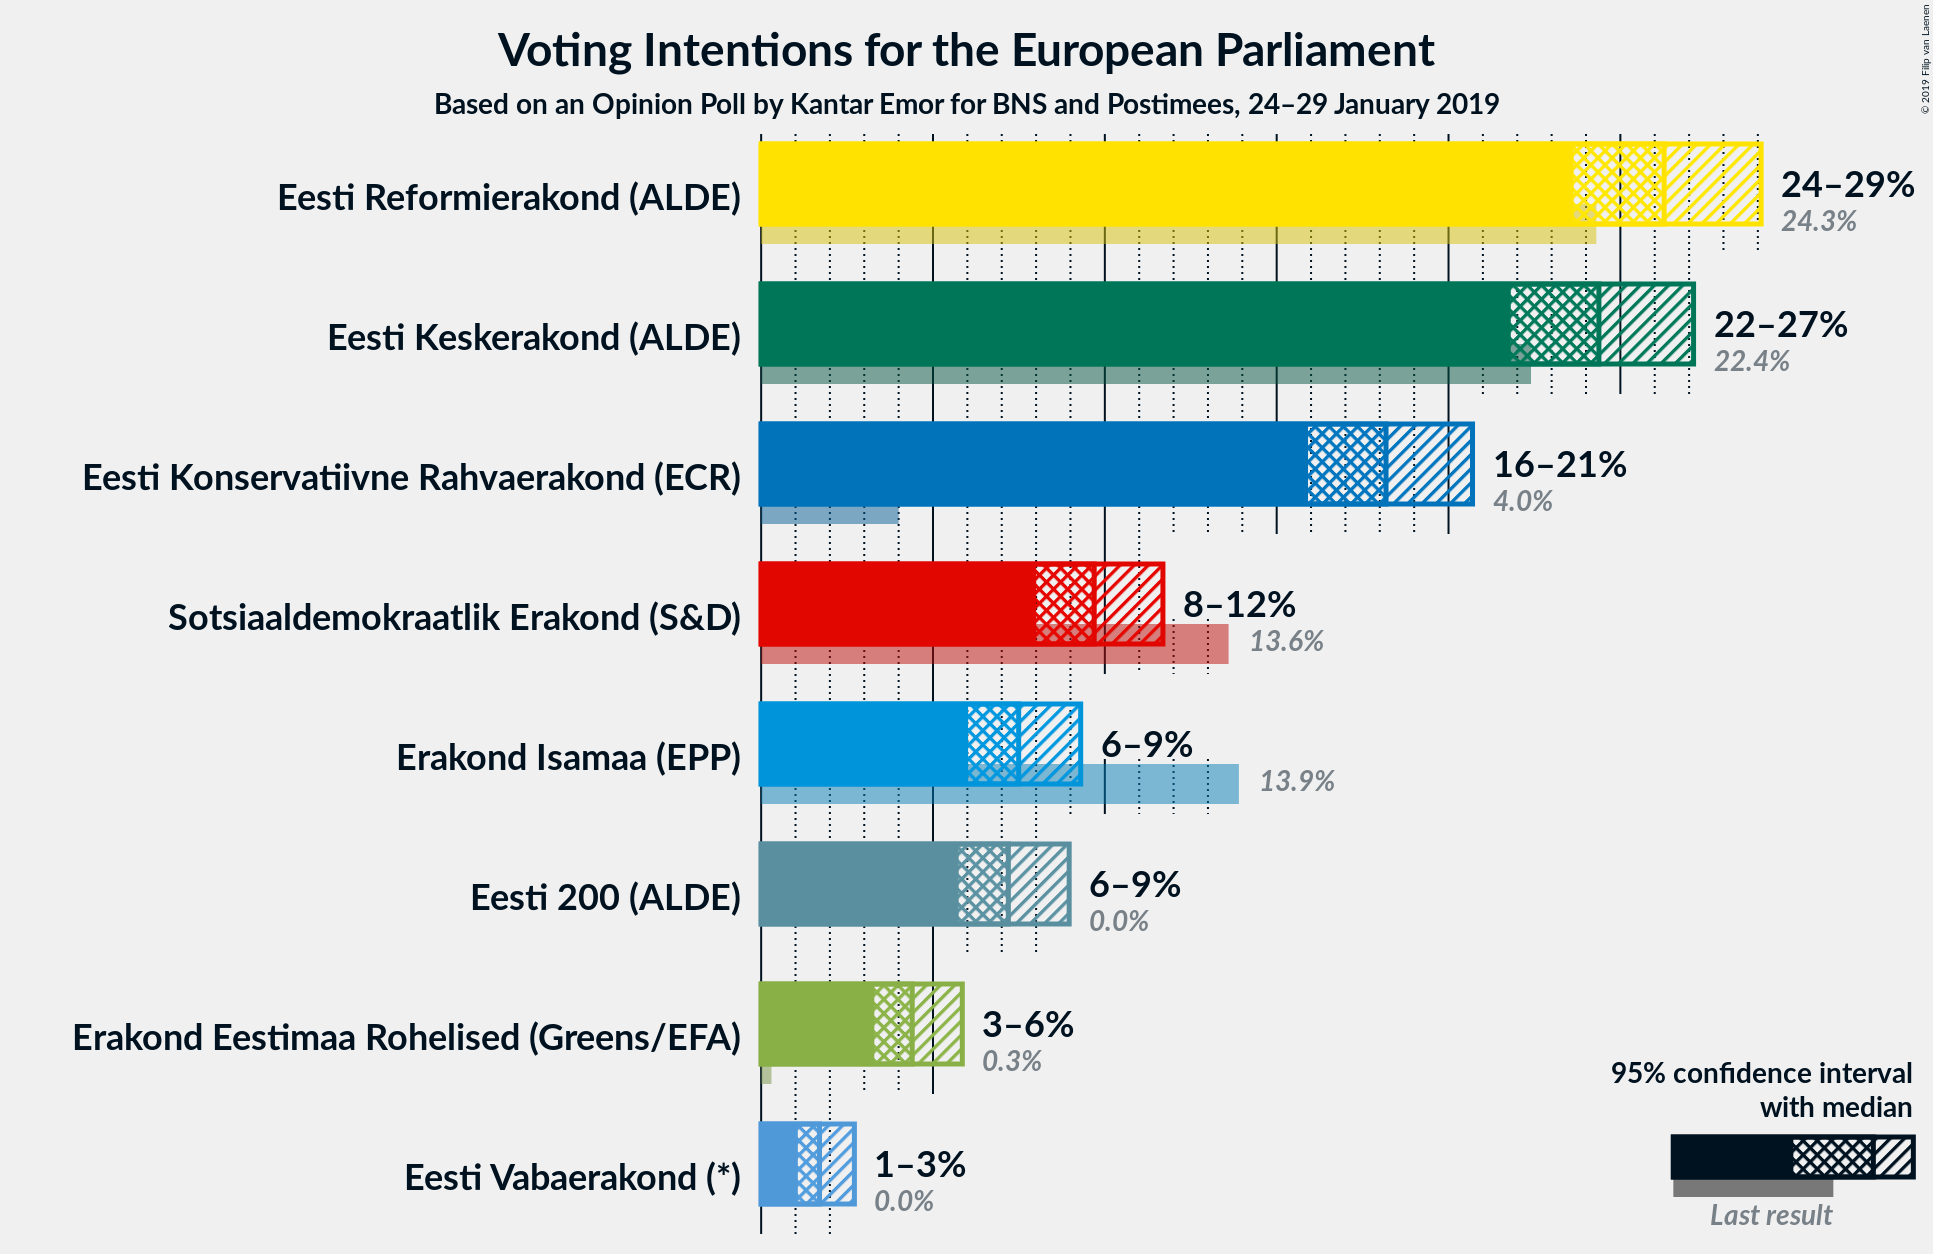 Voting Intentions for the European Parliament
Based on an Opinion Poll by Kantar Emor for BNS and Postimees, 24–29 January 2019
© 2019 Filip van Laenen
Eesti Reformierakond (ALDE)
24–29%
24.3%
Eesti Keskerakond (ALDE)
22–27%
22.4%
Eesti Konservatiivne Rahvaerakond (ECR)
16–21%
4.0%
Sotsiaaldemokraatlik Erakond (S&D)
8–12%
13.6%
Erakond Isamaa (EPP)
6–9%
13.9%
Eesti 200 (ALDE)
6–9%
0.0%
Erakond Eestimaa Rohelised (Greens/EFA)
3–6%
0.3%
Eesti Vabaerakond (*)
1–3%
0.0%
95% confidence interval
with median
Last result